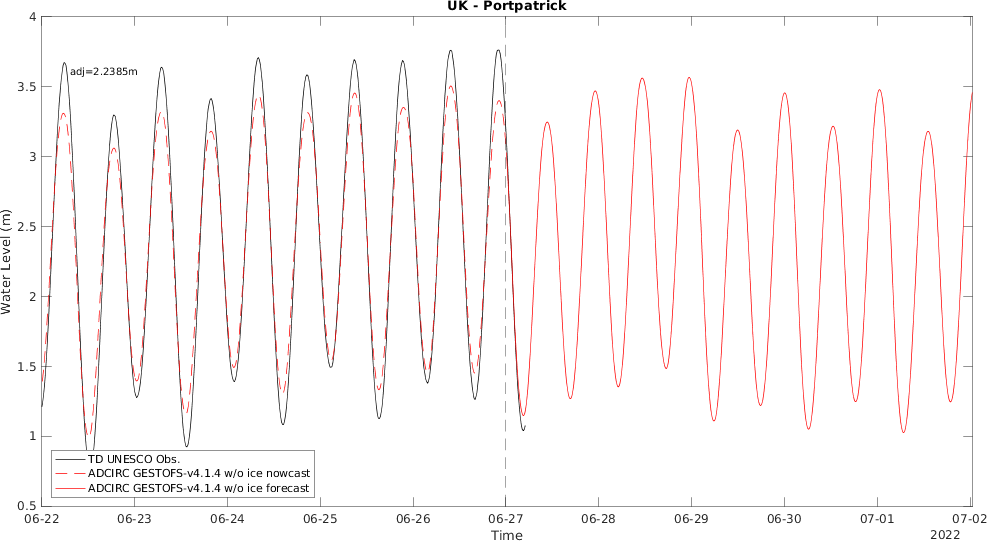 UK - Portpatrick
4
3.5
3
2.5
2
1.5
1
0.5
Water Level (m)
adj=2.2385m
TD UNESCO Obs.
ADCIRC GESTOFS-v4.1.4 w/o ice nowcast
ADCIRC GESTOFS-v4.1.4 w/o ice forecast
06-22 06-23 06-24 06-25 06-26 06-27 06-28 06-29 06-30 07-01 07-02
Time
2022